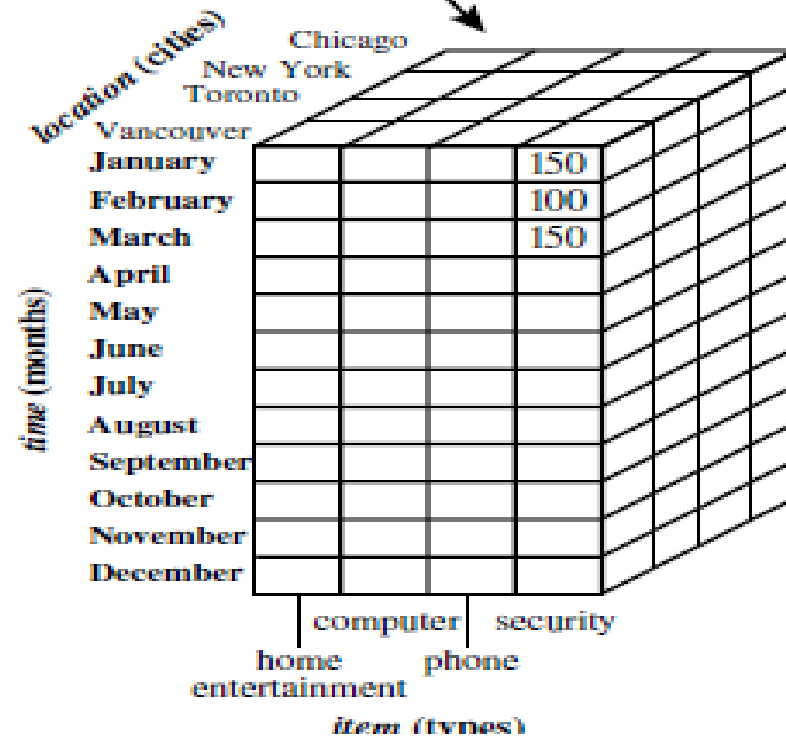 location (cities)
Chicago
New York
Toronto
Vancouver
January 150
February 100
March 150
April
May
June
July
August
September
October
November
December
time (months)
computer security
home phone
entertainment
item (types)